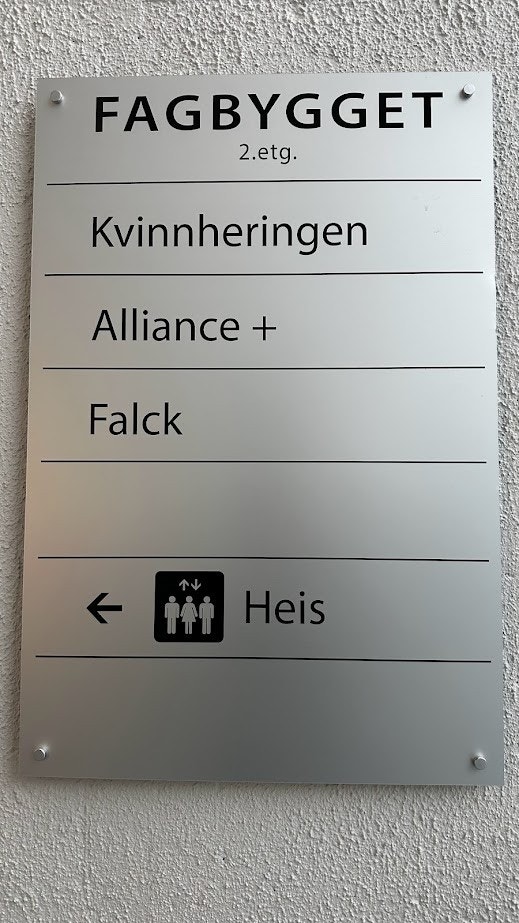 FAGBYGGET
2.etg.
Kvinnheringen
Alliance +
Falck
Heis